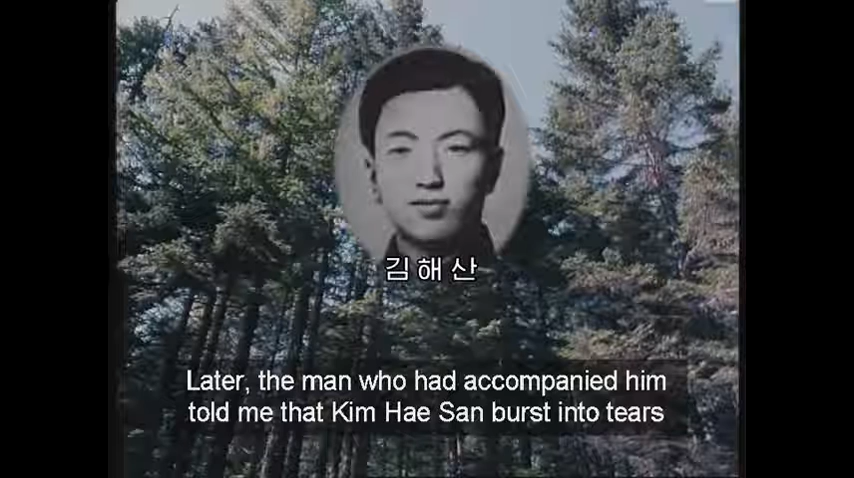 김해산
Later, the man who had accompanied him
told me that Kim Hae San burst into tears